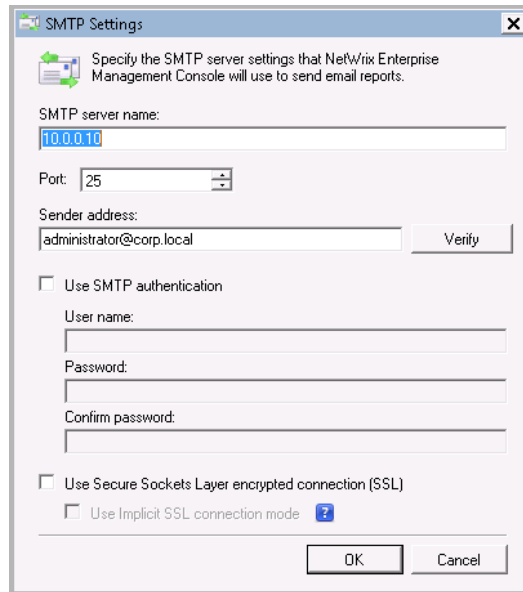 SMTP Settings
Specify the SMTP server settings that NetWrix Enterprise
Management Console will use to send email reports.
SMTP server name:
10.0.0.10
Port: 25
Sender address:
administrator@corp.local Verify
Use SMTP authentication
User name:
Password:
Confirm password:
Use Secure Sockets Layer encrypted connection (SSL)
Use Implicit SSL connection mode ?
OK Cancel